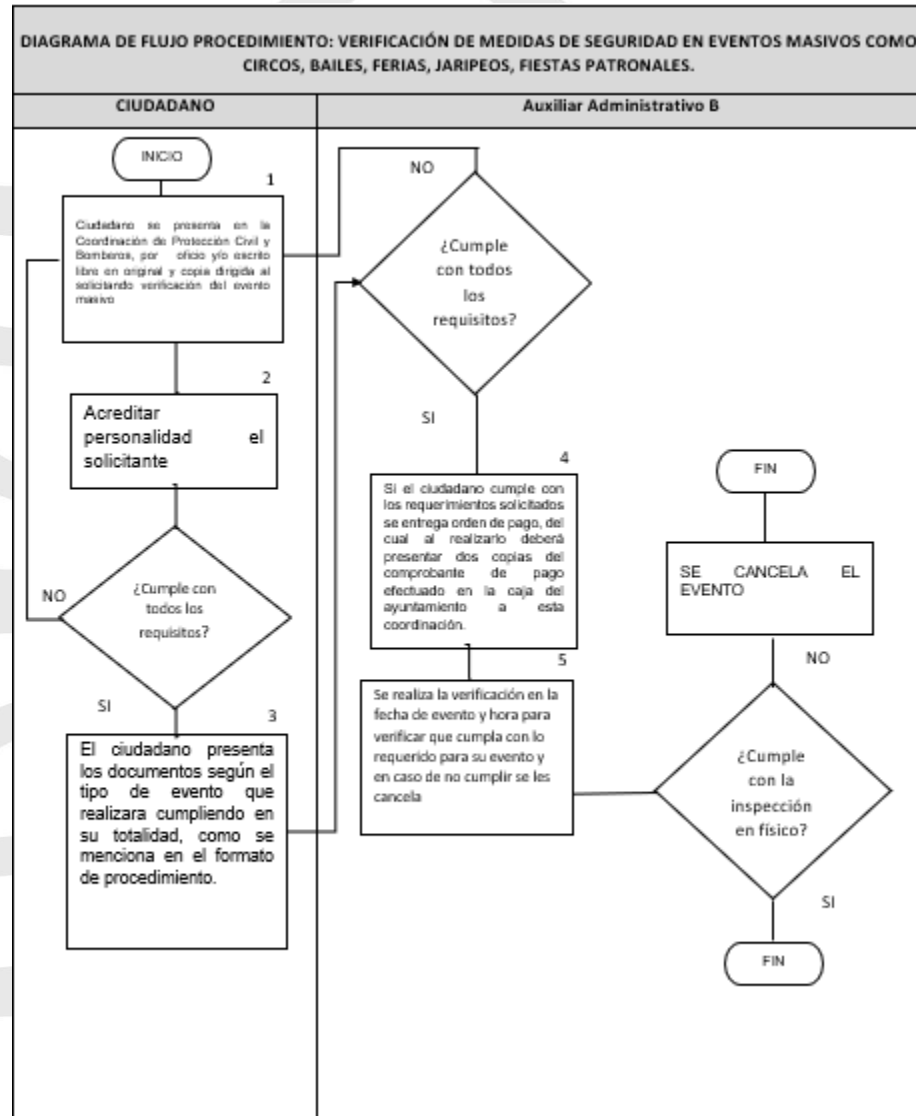 DIAGRAMA DE FLUJO PROCEDIMIENTO: VERIFICACIÓN DE MEDIDAS DE SEGURIDAD EN EVENTOS MASIVOS COMO
CIRCOS, BAILES, FERIAS, JARIPEOS, FIESTAS PATRONALES.
CIUDADANO
Auxiliar Administrativo B
INICIO
1
Ciudadano se presenta en la
Coordinación de Protección Civil y
Bomberos, por oficio y/o escrito
libre en original y copia dirigida al
solicitando verificación del evento
masivo
2
Acreditar
personalidad el
solicitante
¿Cumple con
todos los
requisitos?
NO
SI
3
El ciudadano presenta
los documentos según el
tipo de evento que
realizara cumpliendo en
su totalidad, como se
menciona en el formato
de procedimiento.
NO
¿Cumple
con todos
los
requisitos?
SI
4
Si el ciudadano cumple con
los requerimientos solicitados
se entrega orden de pago, del
cual al realizarlo deberá
presentar dos copias del
comprobante de pago
efectuado en la caja del
ayuntamiento a esta
coordinación.
5
Se realiza la verificación en la
fecha de evento y hora para
verificar que cumpla con lo
requerido para su evento y
en caso de no cumplir se les
cancela
FIN
SE CANCELA EL
EVENTO
NO
¿Cumple
con la
inspección
en físico?
SI
FIN